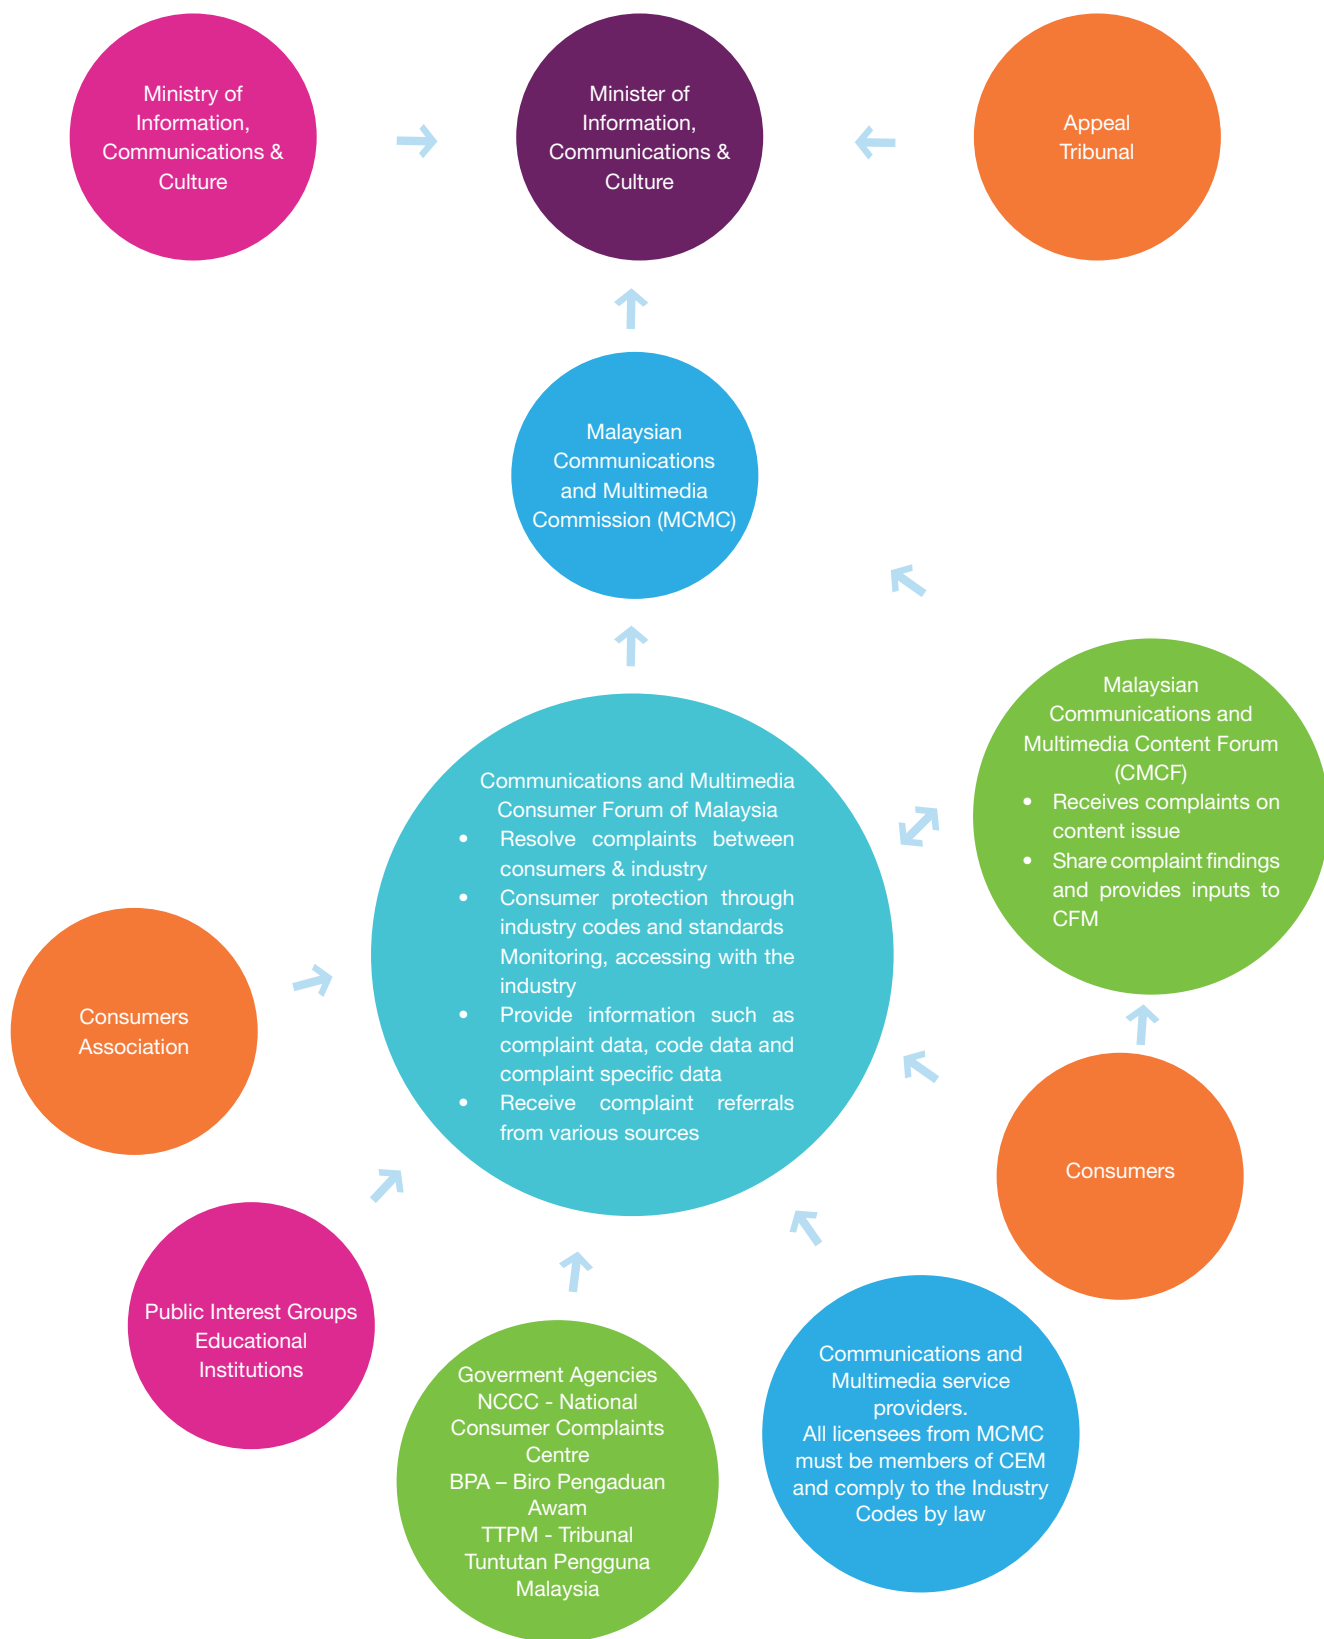 Ministry of
Information,
Communications &
Culture
Minister of
Information,
Communications &
Culture
Appeal
Tribunal
Malaysian
Communications
and Multimedia
Commission (MCMC)
Malaysian
Communications and
Multimedia Content Forum
(CMCF)
• Receives complaints on
content issue
• Share complaint findings
and provides inputs to
CFM
Communications and Multimedia
Consumer Forum of Malaysia
• Resolve complaints between
consumers & industry
• Consumer protection through
industry codes and standards
Monitoring, accessing with the
industry
• Provide information such as
complaint data, code data and
complaint specific data
• Receive complaint referrals
from various sources
Consumers
Association
Consumers
Public Interest Groups
Educational
Institutions
Goverment Agencies
NCCC - National
Consumer Complaints
Centre
BPA – Biro Pengaduan
Awam
TTPM - Tribunal
Tuntutan Pengguna
Malaysia
Communications and
Multimedia service
providers.
All licensees from MCMC
must be members of CEM
and comply to the Industry
Codes by law